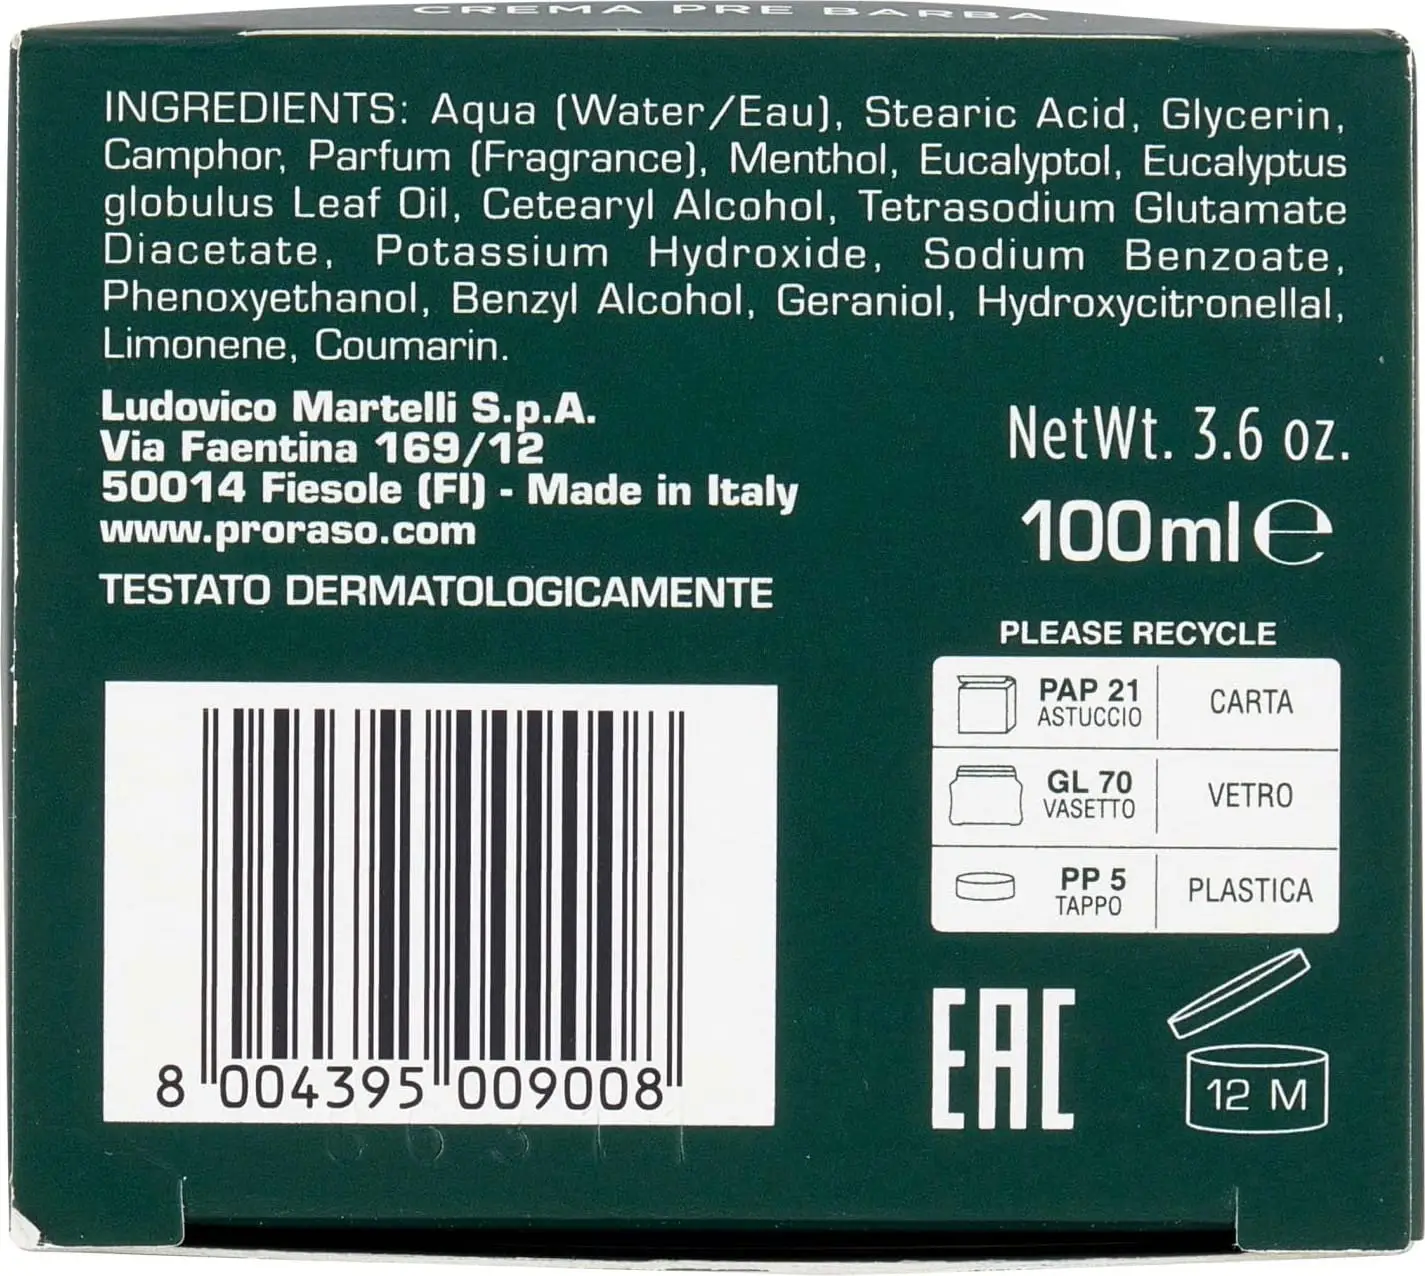 CREMA PRE BARBA
INGREDIENTS: Aqua (Water/Eau), Stearic Acid, Glycerin,
Camphor, Parfum (Fragrance), Menthol, Eucalyptol, Eucalyptus
globulus Leaf Oil, Cetearyl Alcohol, Tetrasodium Glutamate
Diacetate, Potassium Hydroxide, Sodium Benzoate,
Phenoxyethanol, Benzyl Alcohol, Geraniol, Hydroxycitronellal,
Limonene, Coumarin.
Ludovico Martelli S.p.A.
Via Faentina 169/12
50014 Fiesole (FI) - Made in Italy
www.proraso.com
TESTATO DERMATOLOGICAMENTE
NetWt. 3.6 oz.
100ml e
PLEASE RECYCLE
PAP 21
ASTUCCIO
CARTA
GL 70
VASETTO
VETRO
PP 5
TAPPO
PLASTICA
8 004395 009008
EAC
12 M